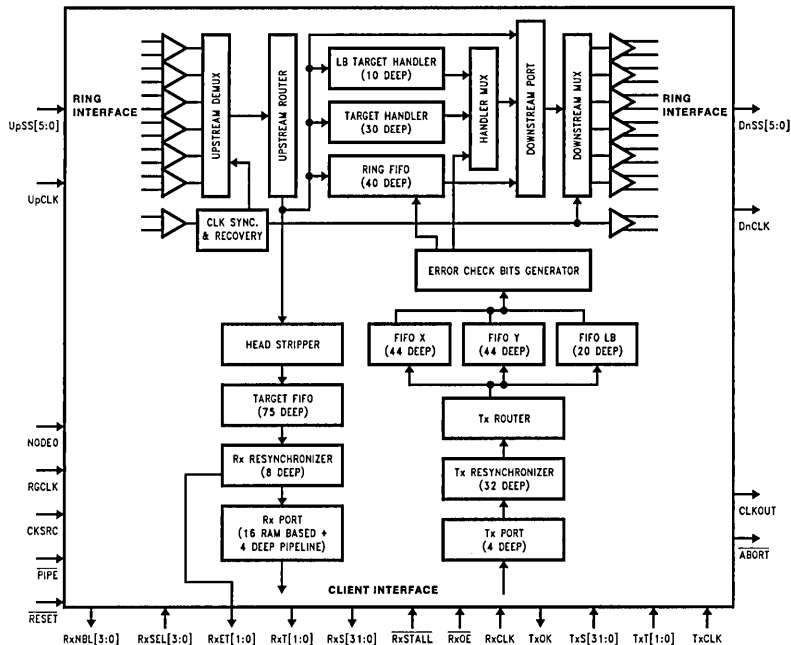 RING
INTERFACE
UpSS[5:0]
UpCLK
UPSTREAM DEMUX
UPSTREAM ROUTER
LB TARGET HANDLER
(10 DEEP)
TARGET HANDLER
(30 DEEP)
RING FIFO
(40 DEEP)
HANDLER MUX
DOWNSTREAM PORT
DOWNSTREAM MUX
RING
INTERFACE
DnSS[5:0]
DnCLK
CLK SYNC.
& RECOVERY
ERROR CHECK BITS GENERATOR
HEAD STRIPPER
FIFO X
(44 DEEP)
FIFO Y
(44 DEEP)
FIFO LB
(20 DEEP)
TARGET FIFO
(75 DEEP)
Tx ROUTER
Rx RESYNCHRONIZER
(8 DEEP)
Tx RESYNCHRONIZER
(32 DEEP)
Rx PORT
(16 RAM BASED +
4 DEEP PIPELINE)
Tx PORT
(4 DEEP)
NODE0
RGCLK
CKSRC
PIPE
RESET
CLKOUT
ABORT
CLIENT INTERFACE
RxNBL[3:0]
RxSEL[3:0]
RxET[1:0]
RxT[1:0]
RxS[31:0]
RxSTALL
OE
RxCLK
TxOK
TxS[31:0]
TxT[1:0]
TxCLK